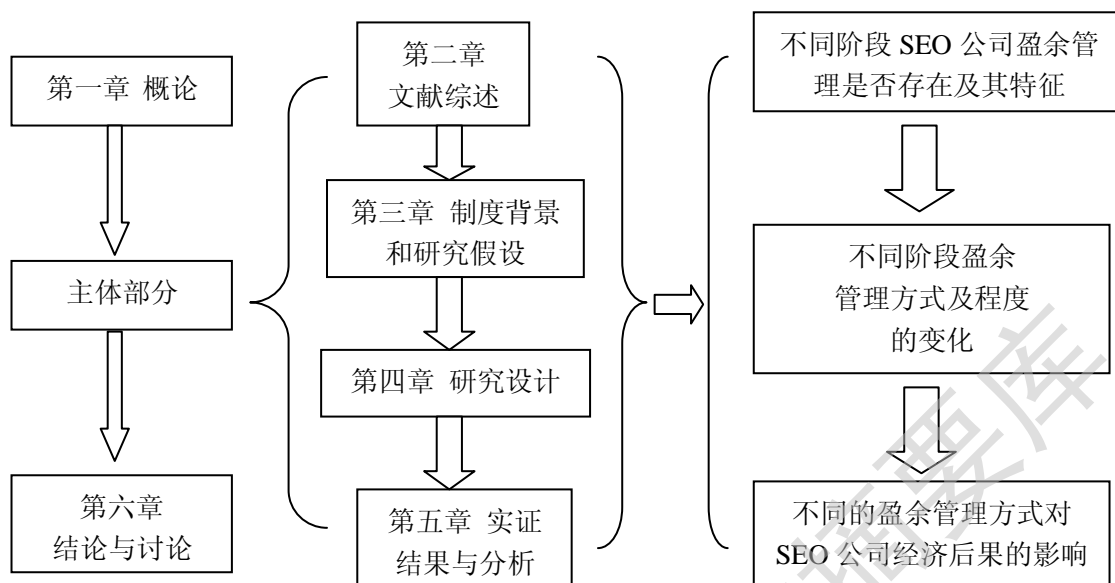 第一章 概论
主体部分
第六章
结论与讨论
第二章
文献综述
第三章 制度背景
和研究假设
第四章 研究设计
第五章 实证
结果与分析
不同阶段 SEO 公司盈余管
理是否存在及其特征
不同阶段盈余
管理方式及程度
的变化
不同的盈余管理方式对
SEO 公司经济后果的影响
摘要库